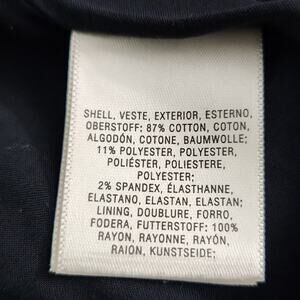 SHELL, VESTE, EXTERIOR, ESTERNO,
OBERSTOFF: 87% COTTON, COTON,
ALGODÓN, COTONE, BAUMWOLLE;
11% POLYESTER, POLYESTER,
POLIÉSTER, POLIESTERE,
POLYESTER;
2% SPANDEX, ÉLASTHANNE,
ELASTANO, ELASTAN, ELASTAN;
LINING, DOUBLURE, FORRO,
FODERA, FUTTERSTOFF: 100%
RAYON, RAYONNE, RAYÓN,
RAION, KUNSTSEIDE;